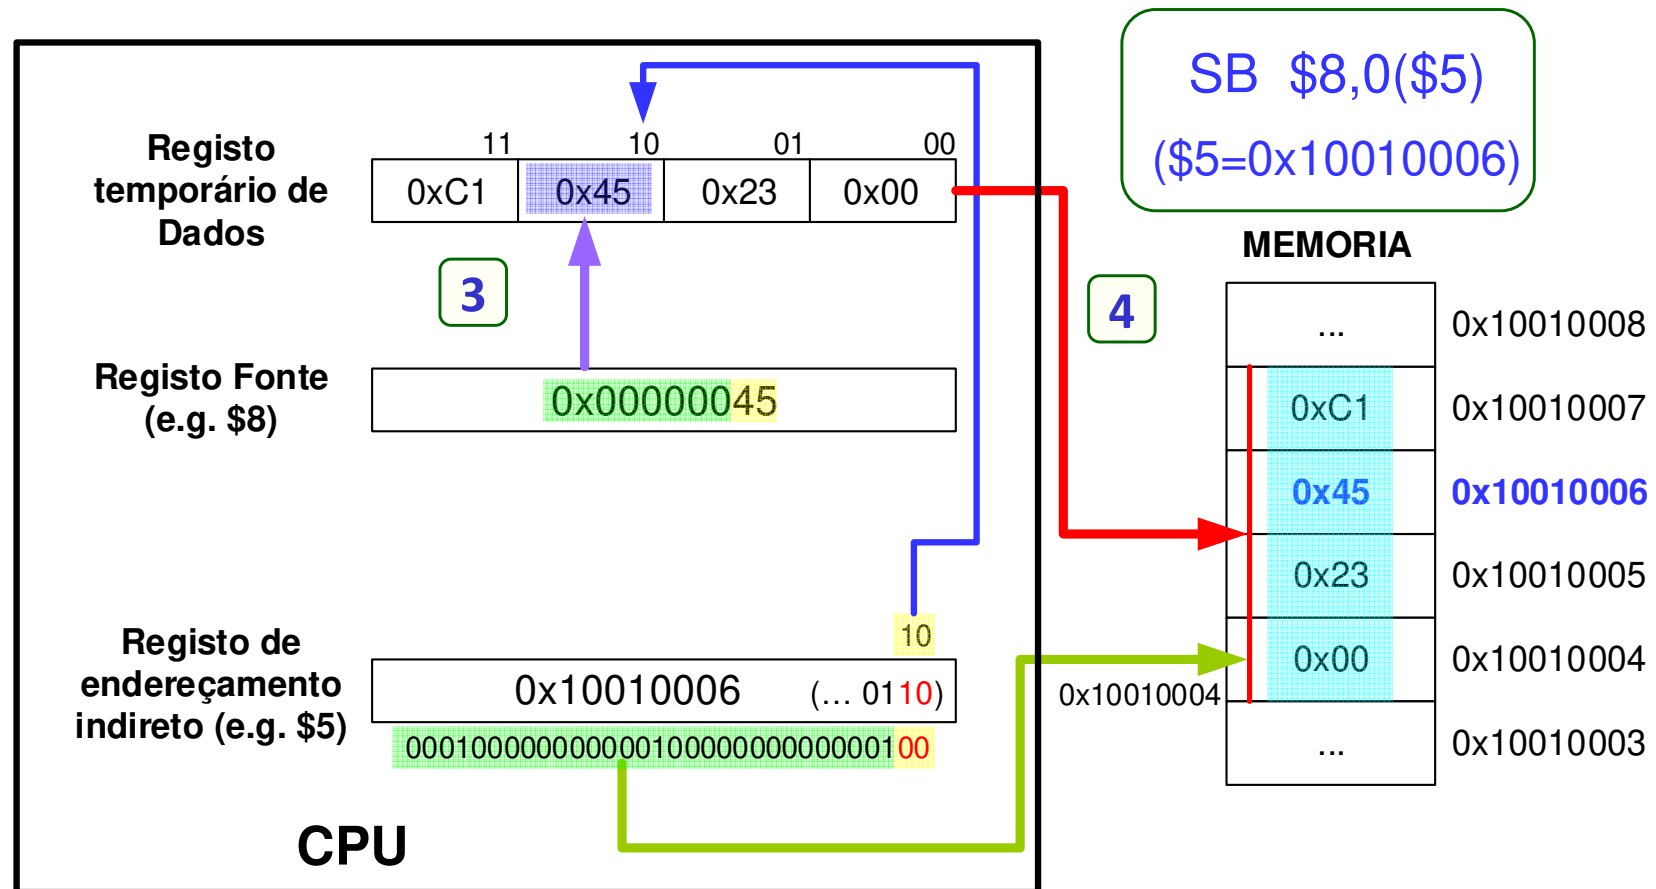 SB $8,0($5)
($5=0x10010006)
Registo
temporário de
Dados
11 10 01 00
0xC1 0x45 0x23 0x00
MEMORIA
3
4
... 0x10010008
Registo Fonte
(e.g. $8)
0x00000045
0xC1 0x10010007
0x45 0x10010006
0x23 0x10010005
10
Registo de
endereçamento
indireto (e.g. $5)
0x10010006 (... 0110)
0x00 0x10010004
0x10010004
00010000000000010000000000000100
... 0x10010003
CPU